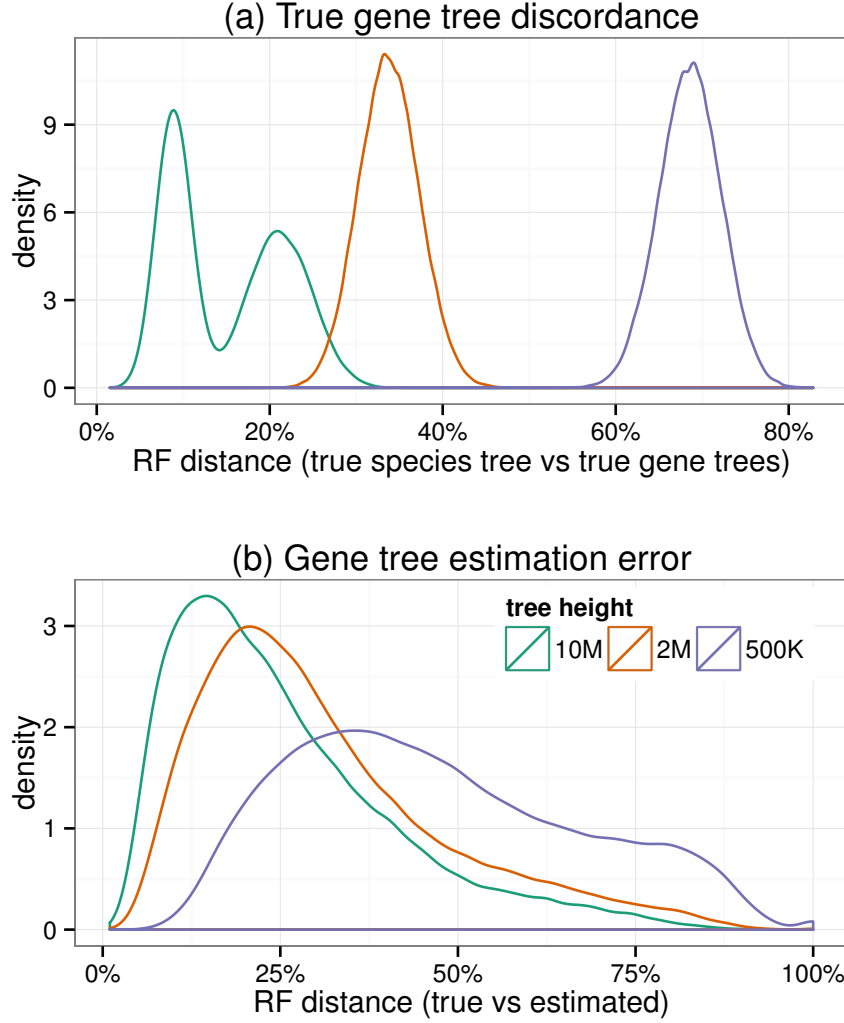 (a) True gene tree discordance
density
9
6
3
0
0% 20% 40% 60% 80%
RF distance (true species tree vs true gene trees)
(b) Gene tree estimation error
density
tree height
10M 2M 500K
3
2
1
0
0% 25% 50% 75% 100%
RF distance (true vs estimated)